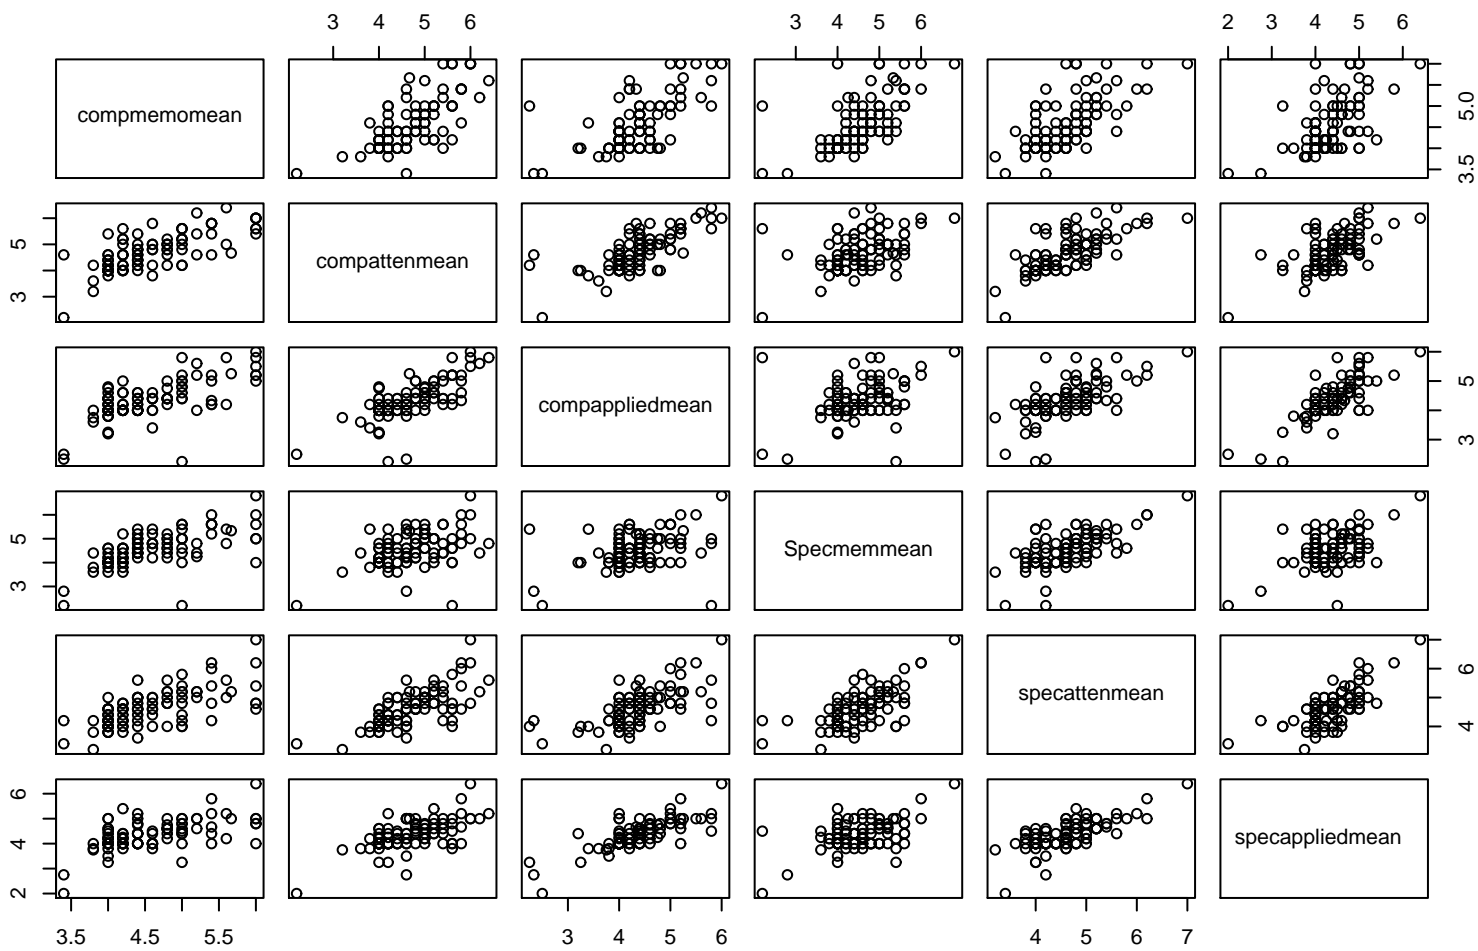 3 4 5 6
3 4 5 6
2 3 4 5 6
compmemomean
3.5 5.0
3 5
compattenmean
compappliedmean
3 5
3 5
Specmemmean
specattenmean
4 6
2 4 6
specappliedmean
3.5 4.5 5.5
3 4 5 6
4 5 6 7